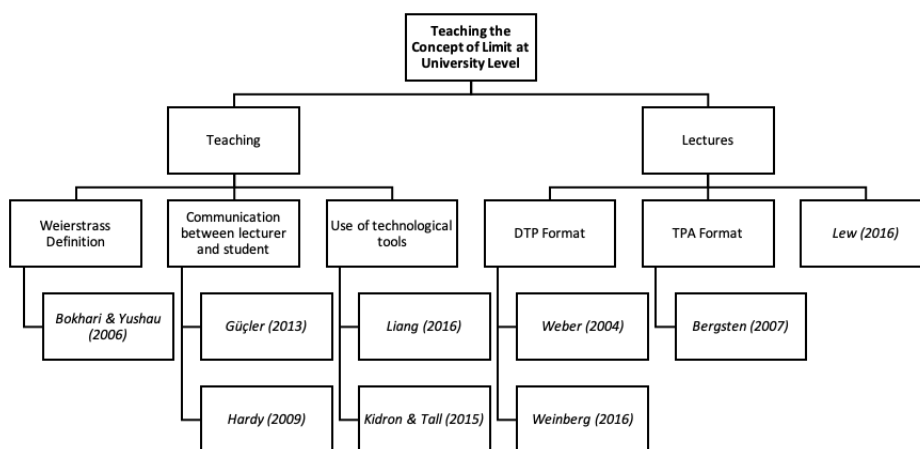 Teaching the
Concept of Limit at
University Level
Teaching
Lectures
Weierstrass
Definition
Communication
between lecturer
and student
Use of technological
tools
DTP Format
TPA Format
Lew (2016)
Bokhari & Yushau
(2006)
Güçler (2013)
Liang (2016)
Weber (2004)
Bergsten (2007)
Hardy (2009)
Kidron & Tall (2015)
Weinberg (2016)